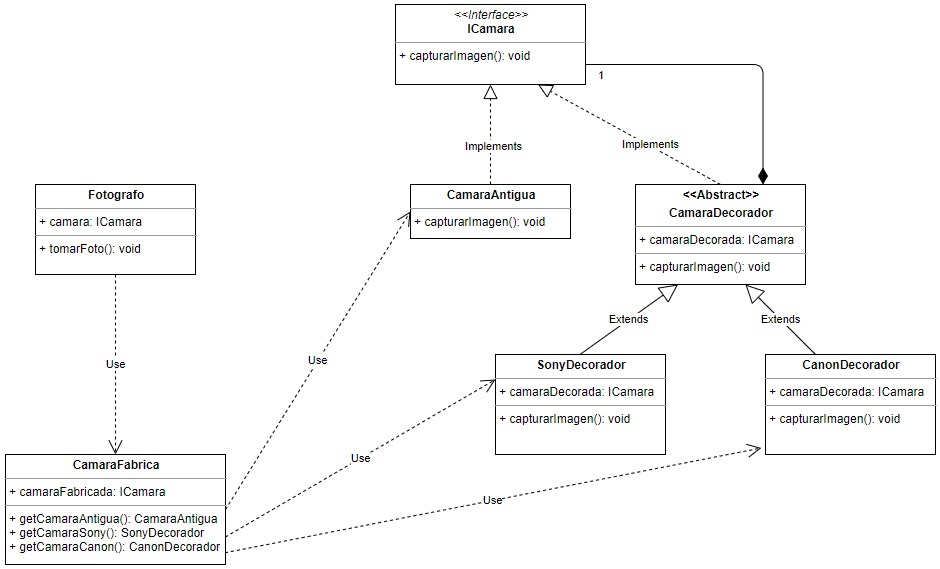 <<Interface>>
ICamara
+ capturarImagen(): void
1
Implements
Implements
Fotografo
+ camara: ICamara
+ tomarFoto(): void
CamaraAntigua
+ capturarImagen(): void
<<Abstract>>
CamaraDecorador
+ camaraDecorada: ICamara
+ capturarImagen(): void
Extends
Extends
Use
Use
SonyDecorador
+ camaraDecorada: ICamara
+ capturarImagen(): void
CanonDecorador
+ camaraDecorada: ICamara
+ capturarImagen(): void
Use
Use
CamaraFabrica
+ camaraFabricada: ICamara
+ getCamaraAntigua(): CamaraAntigua
+ getCamaraSony(): SonyDecorador
+ getCamaraCanon(): CanonDecorador